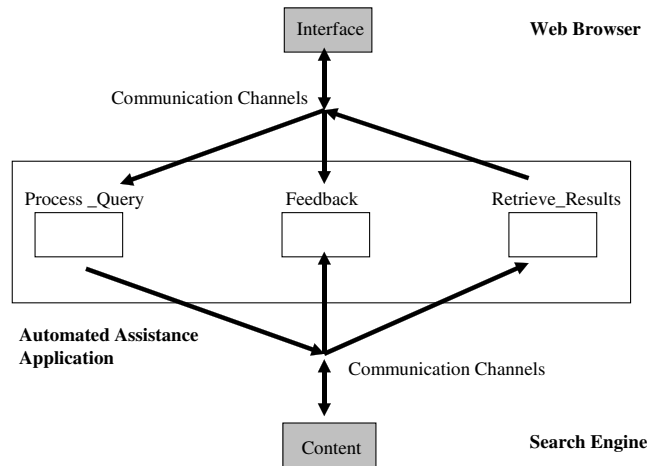 Interface
Web Browser
Communication Channels
Process _Query
Feedback
Retrieve_Results
Automated Assistance
Application
Communication Channels
Content
Search Engine